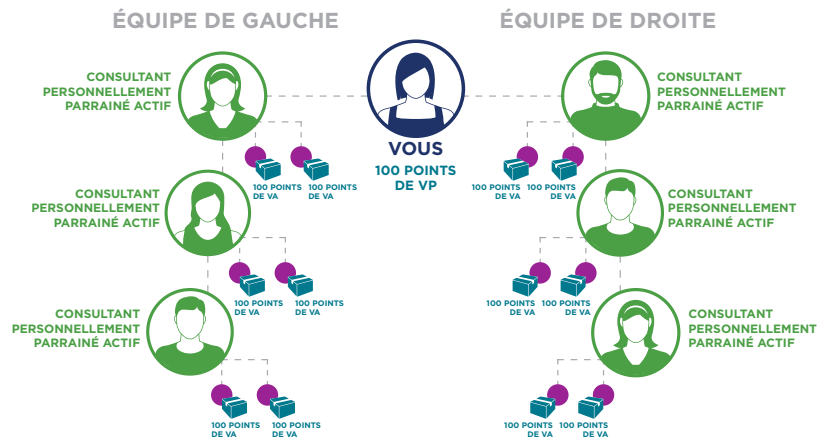 ÉQUIPE DE GAUCHE
ÉQUIPE DE DROITE
CONSULTANT
PERSONNELLEMENT
PARRAINÉ ACTIF
VOUS
100 POINTS
DE VP
CONSULTANT
PERSONNELLEMENT
PARRAINÉ ACTIF
100 POINTS
DE VA
100 POINTS
DE VA
100 POINTS
DE VA
100 POINTS
DE VA
CONSULTANT
PERSONNELLEMENT
PARRAINÉ ACTIF
CONSULTANT
PERSONNELLEMENT
PARRAINÉ ACTIF
100 POINTS
DE VA
100 POINTS
DE VA
100 POINTS
DE VA
100 POINTS
DE VA
CONSULTANT
PERSONNELLEMENT
PARRAINÉ ACTIF
CONSULTANT
PERSONNELLEMENT
PARRAINÉ ACTIF
100 POINTS
DE VA
100 POINTS
DE VA
100 POINTS
DE VA
100 POINTS
DE VA